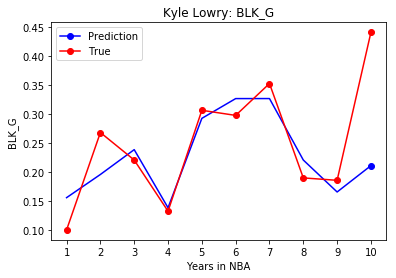 Kyle Lowry: BLK_G
Prediction
True
0.45
0.40
0.35
0.30
0.25
0.20
0.15
0.10
BLK_G
1 2 3 4 5 6 7 8 9 10
Years in NBA